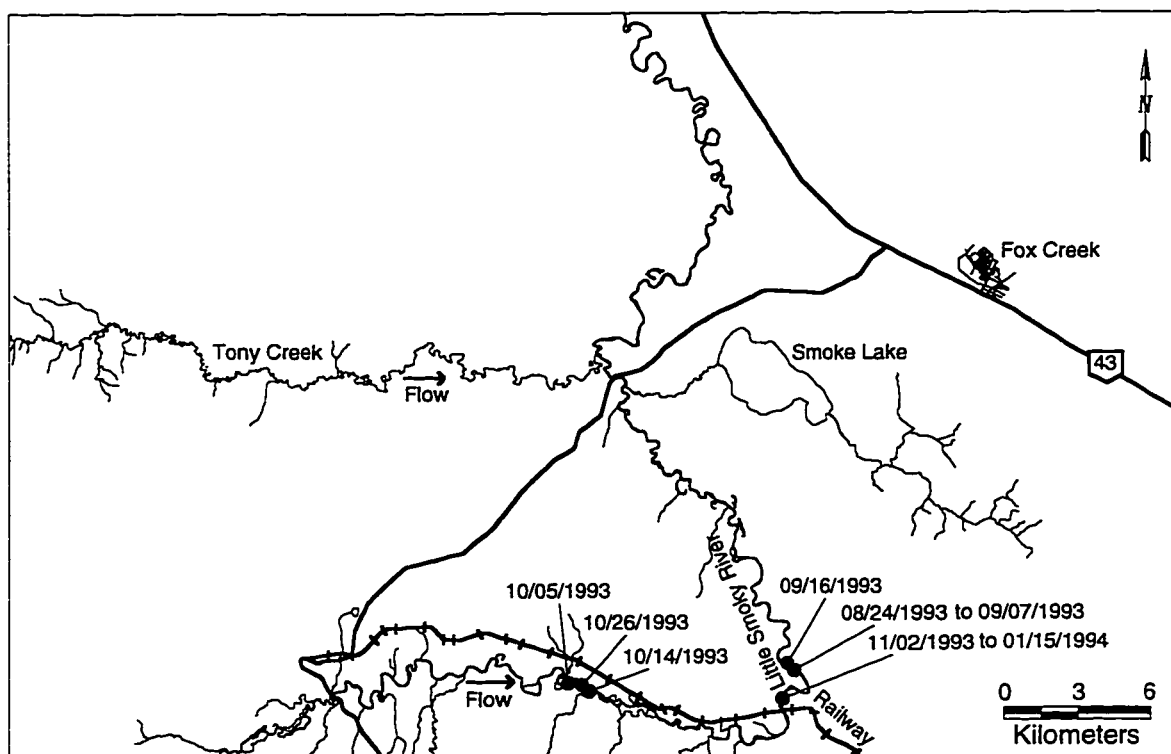 N
Fox Creek
Tony Creek
Flow
Smoke Lake
43
Little Smoky River
09/16/1993
10/05/1993
08/24/1993 to 09/07/1993
10/26/1993
11/02/1993 to 01/15/1994
10/14/1993
Flow
Railway
0 3 6
Kilometers